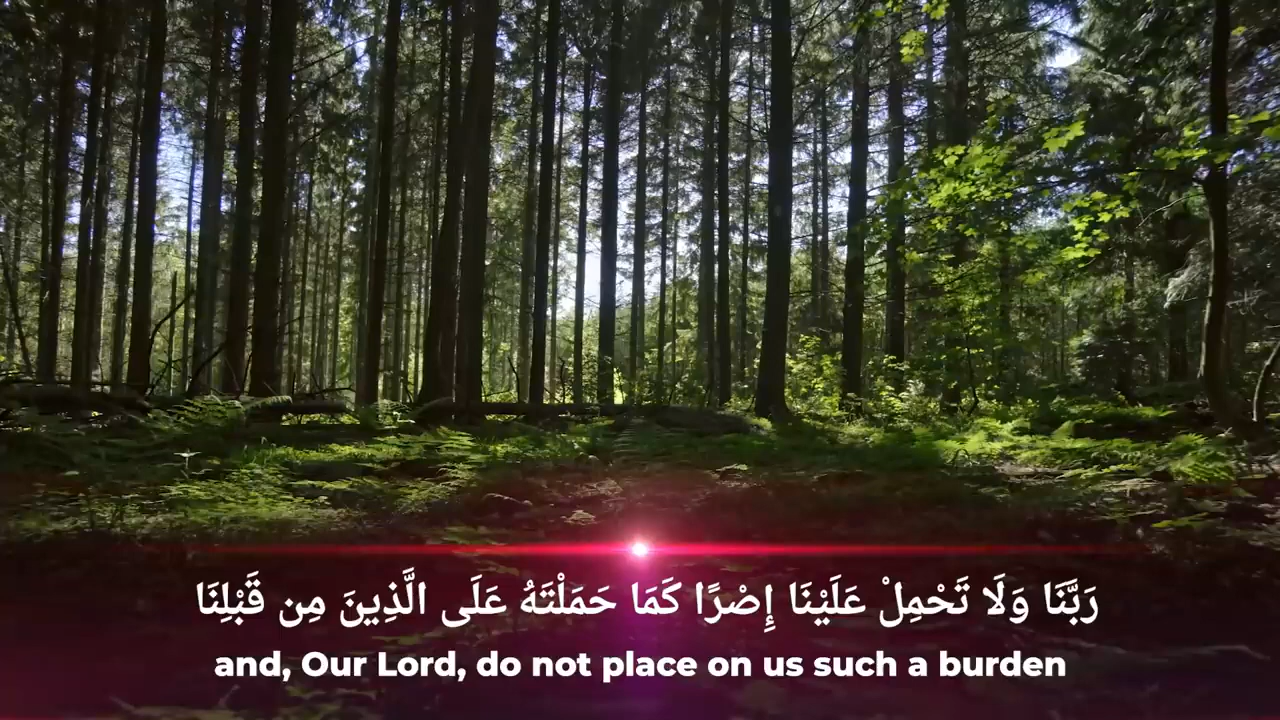 رَبَّنَا وَلَا تَحْمِلْ عَلَيْنَا إِصْرًا كَمَا حَمَلْتَهُ عَلَى الَّذِينَ مِن قَبْلِنَا
and, Our Lord, do not place on us such a burden